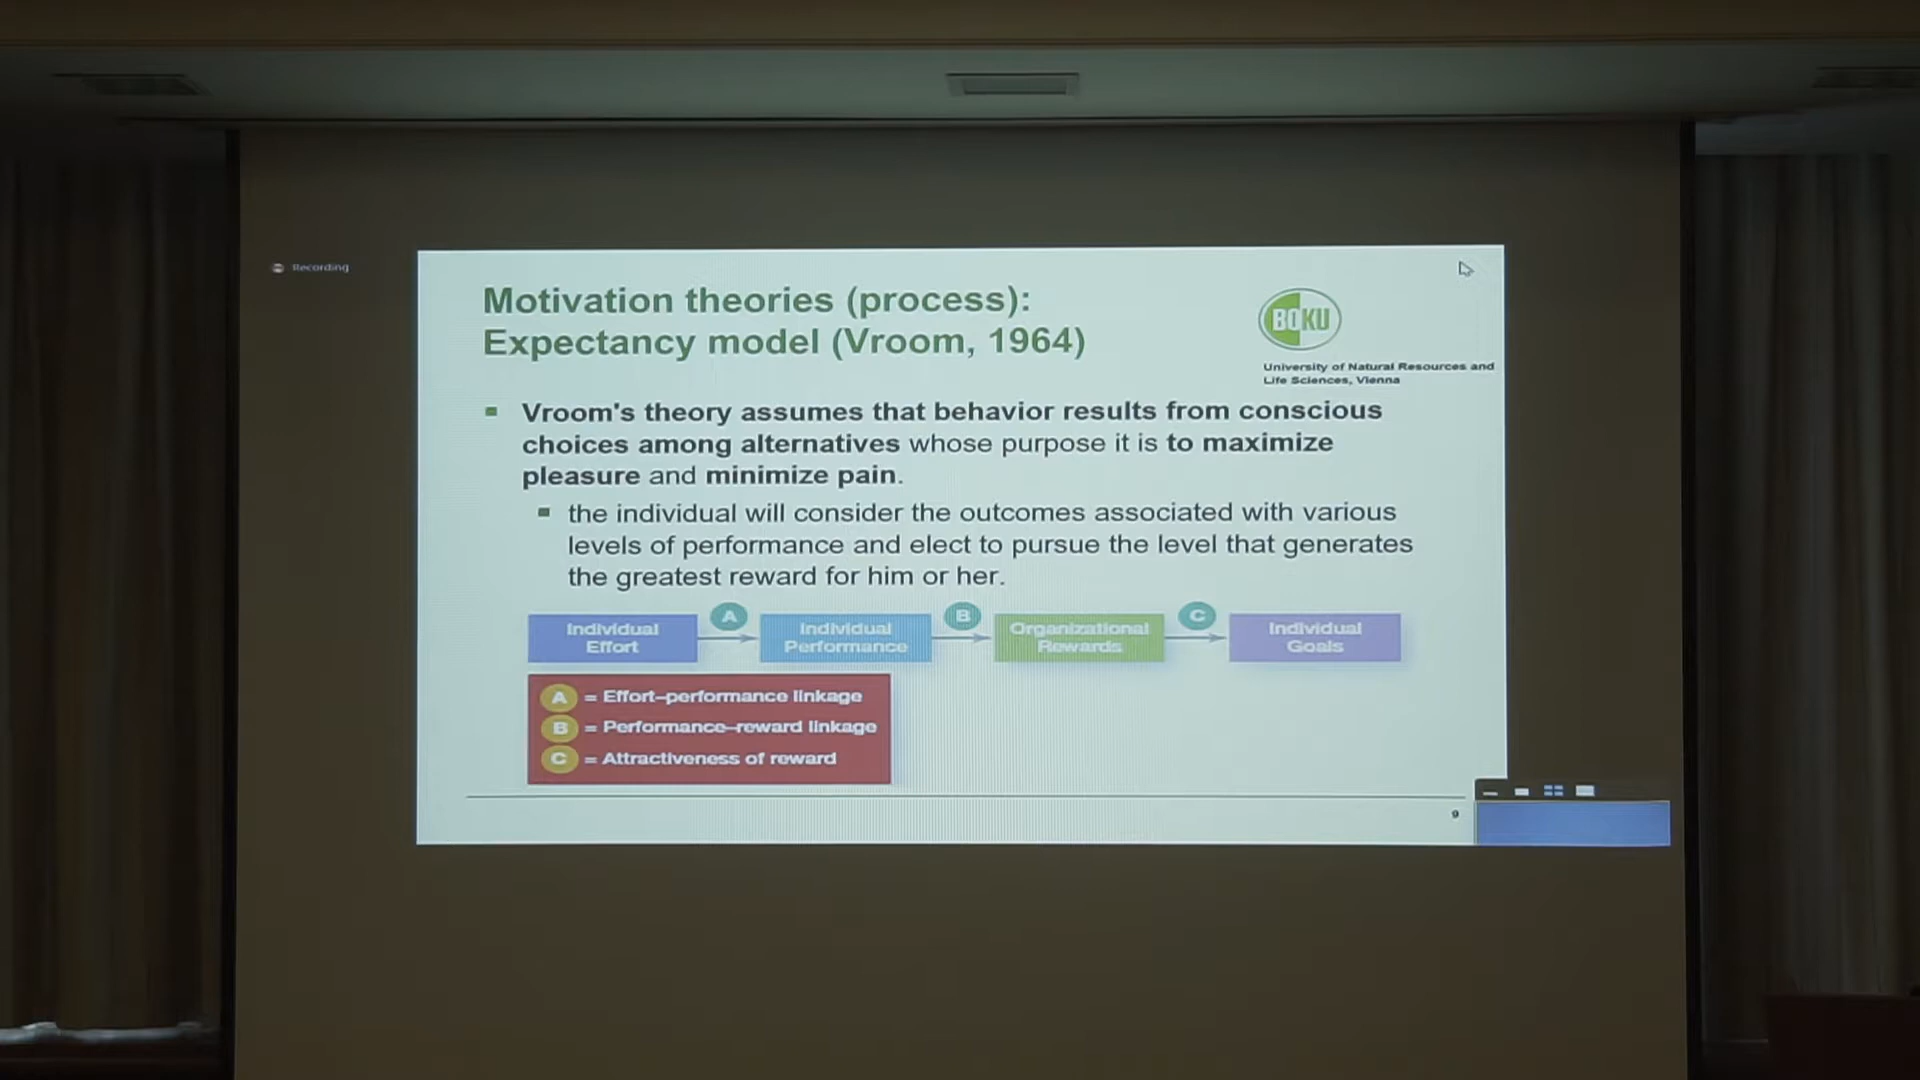 Recording
Motivation theories (process):
Expectancy model (Vroom, 1964)
BOKU
University of Natural Resources and
Life Sciences, Vienna
Vroom's theory assumes that behavior results from conscious
choices among alternatives whose purpose it is to maximize
pleasure and minimize pain.
the individual will consider the outcomes associated with various
levels of performance and elect to pursue the level that generates
the greatest reward for him or her.
Individual
Effort
A
Individual
Performance
B
Organizational
Rewards
C
Individual
Goals
A = Effort–performance linkage
B = Performance–reward linkage
C = Attractiveness of reward
9